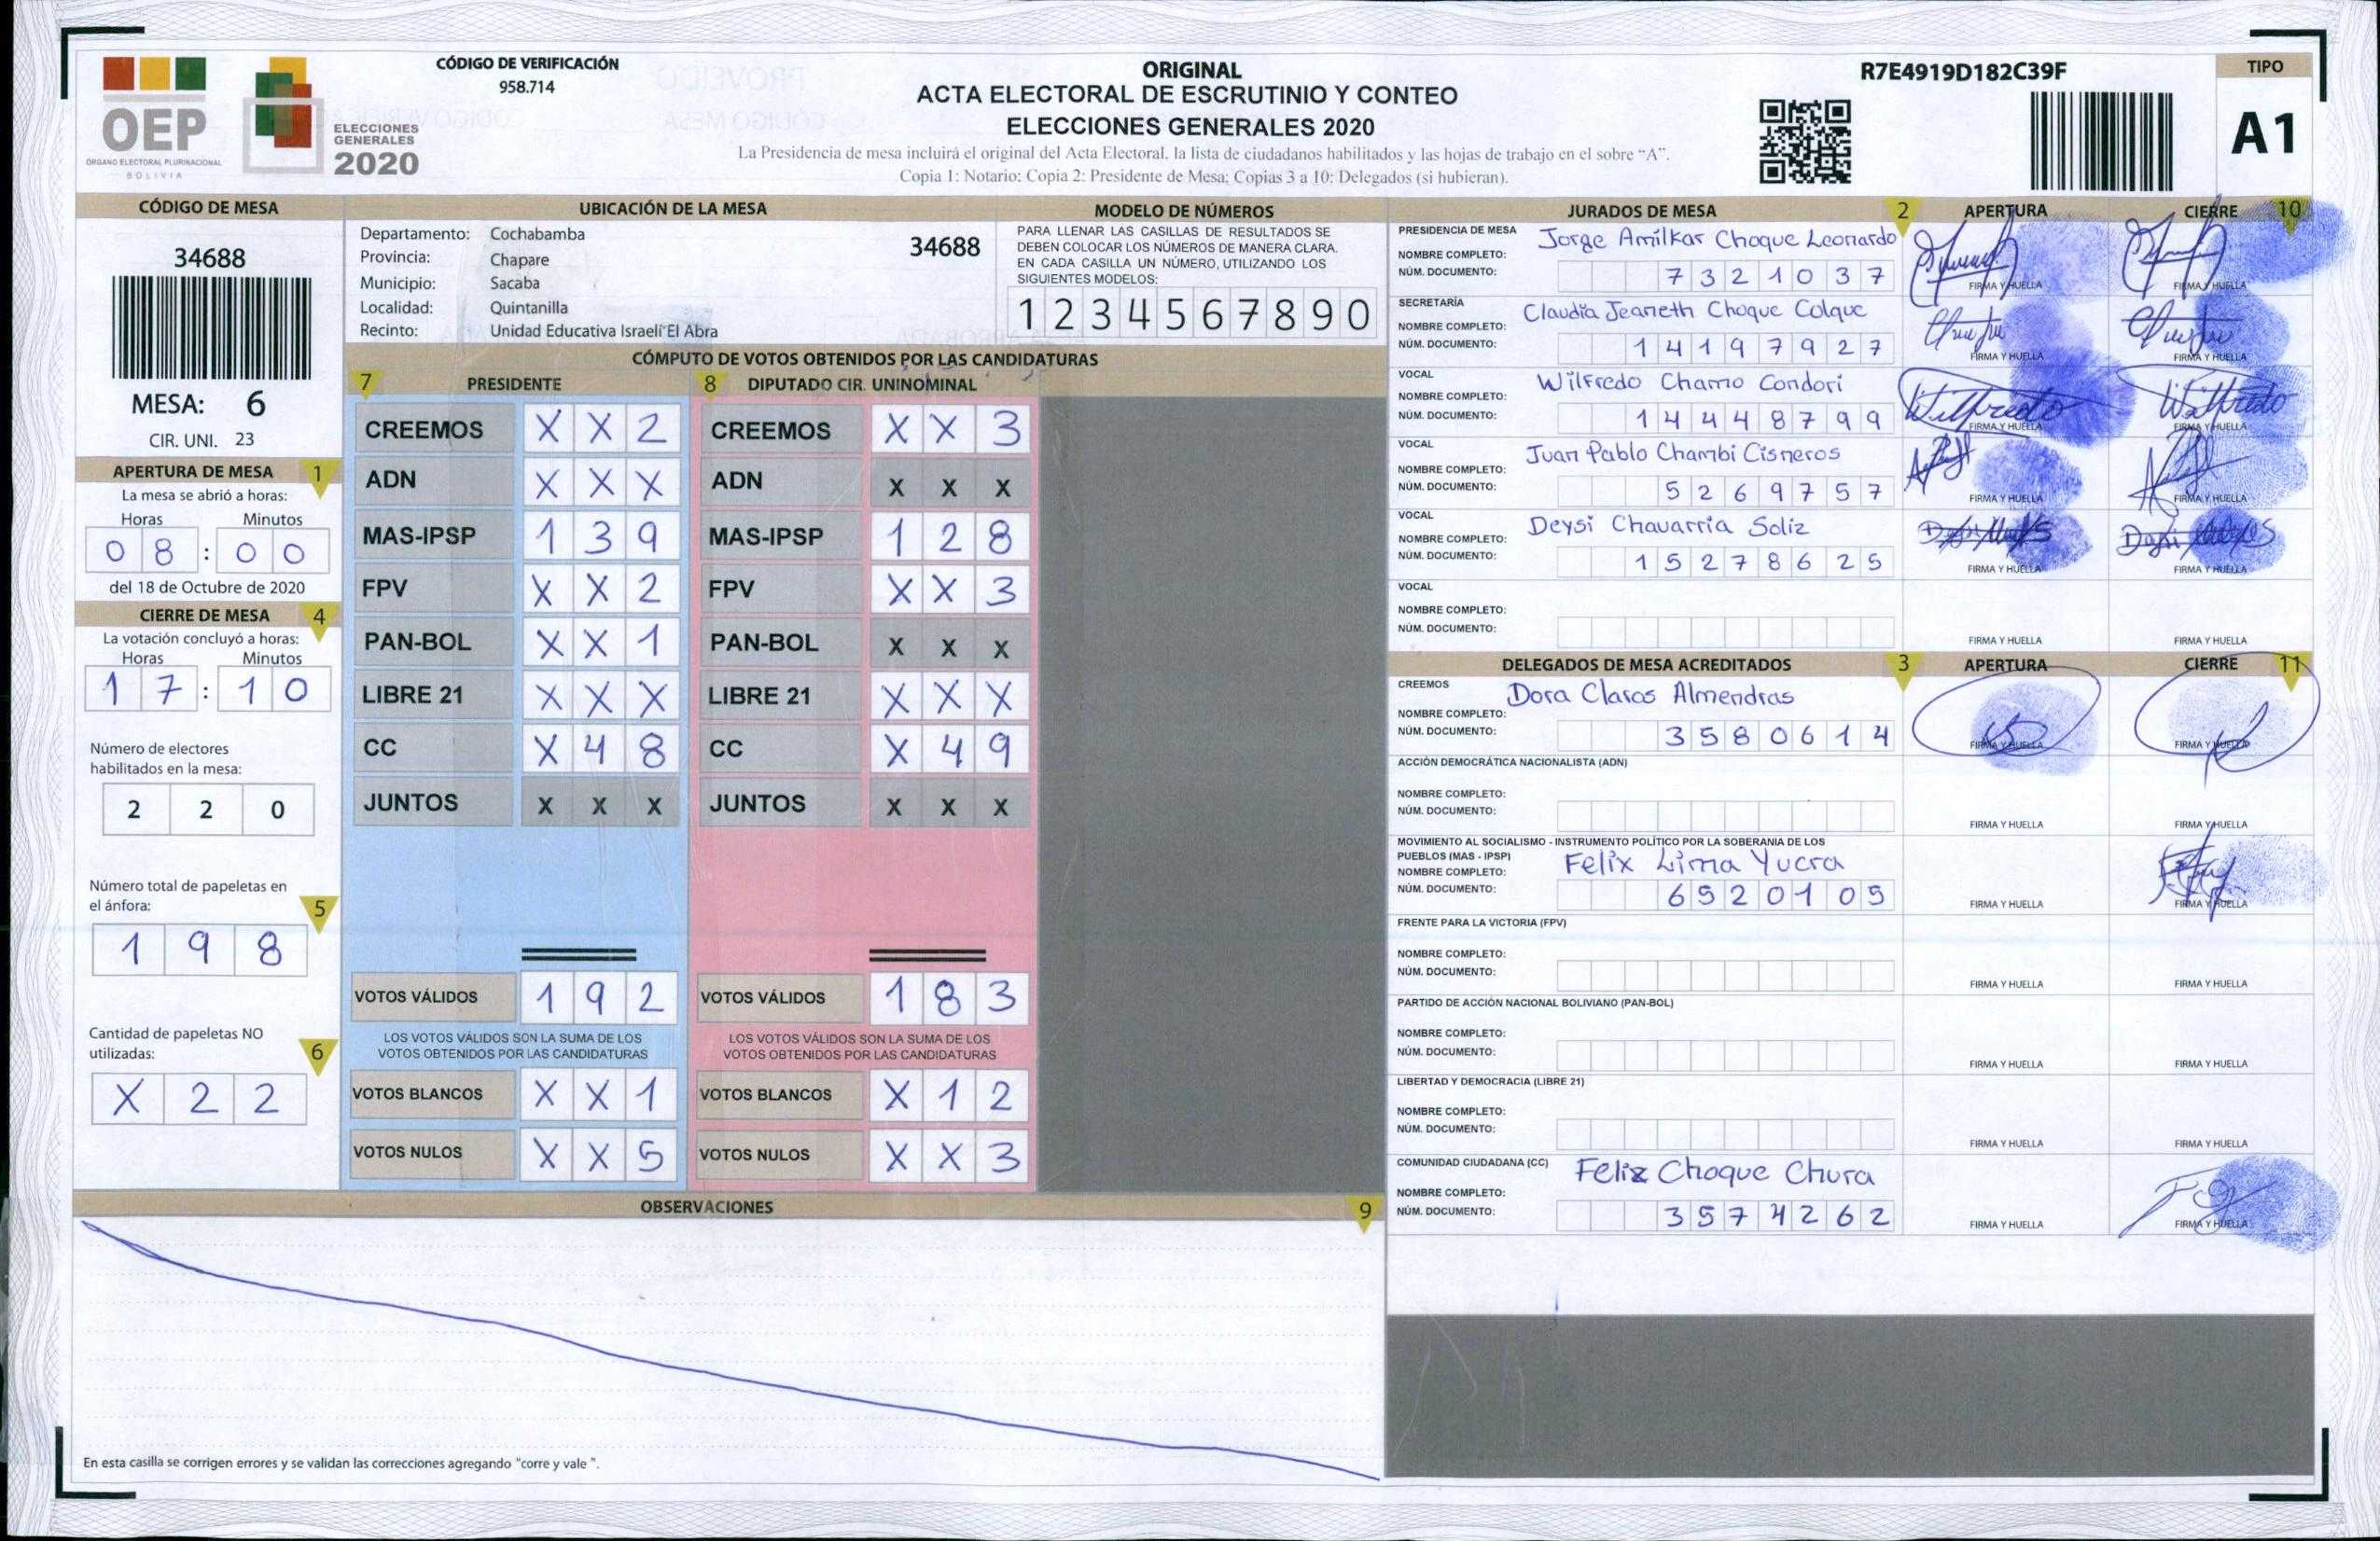 OEP
ÓRGANO ELECTORAL PLURINACIONAL
BOLIVIA
ELECCIONES
GENERALES
2020
CÓDIGO DE VERIFICACIÓN
958.714
ORIGINAL
ACTA ELECTORAL DE ESCRUTINIO Y CONTEO
ELECCIONES GENERALES 2020
La Presidencia de mesa incluirá el original del Acta Electoral, la lista de ciudadanos habilitados y las hojas de trabajo en el sobre “A”.
Copia 1: Notario; Copia 2: Presidente de Mesa; Copias 3 a 10: Delegados (si hubieran).
R7E4919D182C39F
TIPO
A1
CÓDIGO DE MESA
34688
MESA: 6
CIR. UNI. 23
APERTURA DE MESA 1
La mesa se abrió a horas:
Horas Minutos
0 8 : 0 0
del 18 de Octubre de 2020
CIERRE DE MESA 4
La votación concluyó a horas:
Horas Minutos
1 7 : 1 0
Número de electores
habilitados en la mesa:
2 2 0
Número total de papeletas en
el ánfora: 5
1 9 8
Cantidad de papeletas NO
utilizadas: 6
X 2 2
UBICACIÓN DE LA MESA
Departamento: Cochabamba
34688
Provincia: Chapare
Municipio: Sacaba
Localidad: Quintanilla
Recinto: Unidad Educativa Israelí El Abra
MODELO DE NÚMEROS
PARA LLENAR LAS CASILLAS DE RESULTADOS SE
DEBEN COLOCAR LOS NÚMEROS DE MANERA CLARA.
EN CADA CASILLA UN NÚMERO, UTILIZANDO LOS
SIGUIENTES MODELOS:
1 2 3 4 5 6 7 8 9 0
CÓMPUTO DE VOTOS OBTENIDOS POR LAS CANDIDATURAS
7 PRESIDENTE
CREEMOS X X 2
ADN X X X
MAS-IPSP 1 3 9
FPV X X 2
PAN-BOL X X 1
LIBRE 21 X X X
CC X 4 8
JUNTOS X X X
VOTOS VÁLIDOS 1 9 2
LOS VOTOS VÁLIDOS SON LA SUMA DE LOS
VOTOS OBTENIDOS POR LAS CANDIDATURAS
VOTOS BLANCOS X X 1
VOTOS NULOS X X 5
8 DIPUTADO CIR. UNINOMINAL
CREEMOS X X 3
ADN X X X
MAS-IPSP 1 2 8
FPV X X 3
PAN-BOL X X X
LIBRE 21 X X X
CC X 4 9
JUNTOS X X X
VOTOS VÁLIDOS 1 8 3
LOS VOTOS VÁLIDOS SON LA SUMA DE LOS
VOTOS OBTENIDOS POR LAS CANDIDATURAS
VOTOS BLANCOS X 1 2
VOTOS NULOS X X 3
OBSERVACIONES 9
En esta casilla se corrigen errores y se validan las correcciones agregando "corre y vale ".
JURADOS DE MESA 2 APERTURA CIERRE 10
PRESIDENCIA DE MESA
NOMBRE COMPLETO: Jorge Amilkar Choque Leonardo
NÚM. DOCUMENTO: 7 3 2 1 0 3 7
FIRMA Y HUELLA FIRMA Y HUELLA
SECRETARÍA
NOMBRE COMPLETO: Claudia Jeaneth Choque Colque
NÚM. DOCUMENTO: 1 4 1 9 7 9 2 7
FIRMA Y HUELLA FIRMA Y HUELLA
VOCAL
NOMBRE COMPLETO: Wilfredo Chamo Condori
NÚM. DOCUMENTO: 1 4 4 4 8 7 9 9
Wilfredo Wilfredo
FIRMA Y HUELLA FIRMA Y HUELLA
VOCAL
NOMBRE COMPLETO: Juan Pablo Chambi Cisneros
NÚM. DOCUMENTO: 5 2 6 9 7 5 7
FIRMA Y HUELLA FIRMA Y HUELLA
VOCAL
NOMBRE COMPLETO: Deysi Chavarria Soliz
NÚM. DOCUMENTO: 1 5 2 7 8 6 2 5
FIRMA Y HUELLA FIRMA Y HUELLA
VOCAL
NOMBRE COMPLETO:
NÚM. DOCUMENTO:
FIRMA Y HUELLA FIRMA Y HUELLA
DELEGADOS DE MESA ACREDITADOS 3 APERTURA CIERRE 11
CREEMOS
NOMBRE COMPLETO: Dora Claros Almendras
NÚM. DOCUMENTO: 3 5 8 0 6 1 4
FIRMA Y HUELLA FIRMA Y HUELLA
ACCIÓN DEMOCRÁTICA NACIONALISTA (ADN)
NOMBRE COMPLETO:
NÚM. DOCUMENTO:
FIRMA Y HUELLA FIRMA Y HUELLA
MOVIMIENTO AL SOCIALISMO - INSTRUMENTO POLÍTICO POR LA SOBERANIA DE LOS
PUEBLOS (MAS - IPSP)
NOMBRE COMPLETO: Felix Lima Yucra
NÚM. DOCUMENTO: 6 5 2 0 1 0 5
FIRMA Y HUELLA FIRMA Y HUELLA
FRENTE PARA LA VICTORIA (FPV)
NOMBRE COMPLETO:
NÚM. DOCUMENTO:
FIRMA Y HUELLA FIRMA Y HUELLA
PARTIDO DE ACCIÓN NACIONAL BOLIVIANO (PAN-BOL)
NOMBRE COMPLETO:
NÚM. DOCUMENTO:
FIRMA Y HUELLA FIRMA Y HUELLA
LIBERTAD Y DEMOCRACIA (LIBRE 21)
NOMBRE COMPLETO:
NÚM. DOCUMENTO:
FIRMA Y HUELLA FIRMA Y HUELLA
COMUNIDAD CIUDADANA (CC)
NOMBRE COMPLETO: Felix Choque Chura
NÚM. DOCUMENTO: 3 5 7 4 2 6 2
FIRMA Y HUELLA FIRMA Y HUELLA